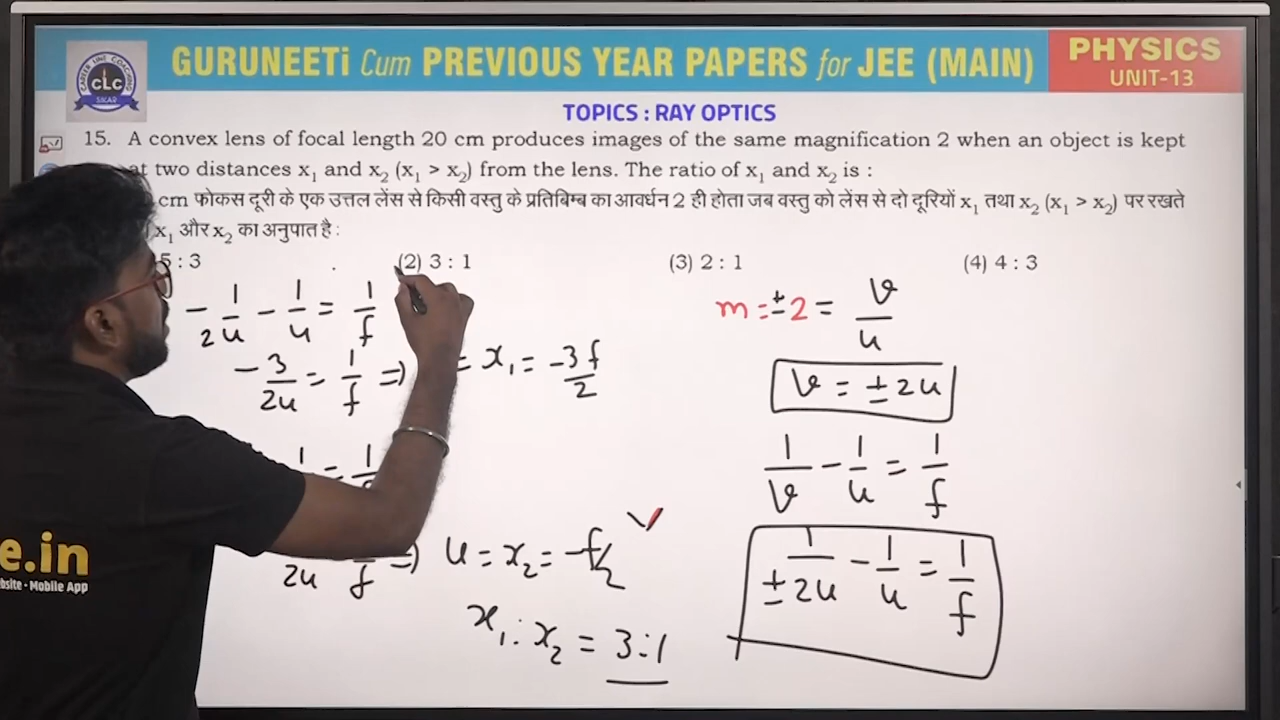 GURUNEETi Cum PREVIOUS YEAR PAPERS for JEE (MAIN)
PHYSICS
UNIT-13
CLC
SIKAR
TOPICS : RAY OPTICS
15. A convex lens of focal length 20 cm produces images of the same magnification 2 when an object is kept
at two distances x₁ and x₂ (x₁ > x₂) from the lens. The ratio of x₁ and x₂ is :
cm फोकस दूरी के एक उत्तल लेंस से किसी वस्तु के प्रतिबिम्ब का आवर्धन 2 ही होता जब वस्तु को लेंस से दो दूरियों x₁ तथा x₂ (x₁ > x₂) पर रखते
x₁ और x₂ का अनुपात है :
5 : 3 (2) 3 : 1 (3) 2 : 1 (4) 4 : 3
-1/2u - 1/u = 1/f
-3/2u = 1/f ⇒ = x₁ = -3f/2
2u f ⇒ u = x₂ = -f/2 ✓
x₁ : x₂ = 3:1
m = ±2 = v/u
v = ±2u
1/v - 1/u = 1/f
1/±2u - 1/u = 1/f
e.in
bsite • Mobile App